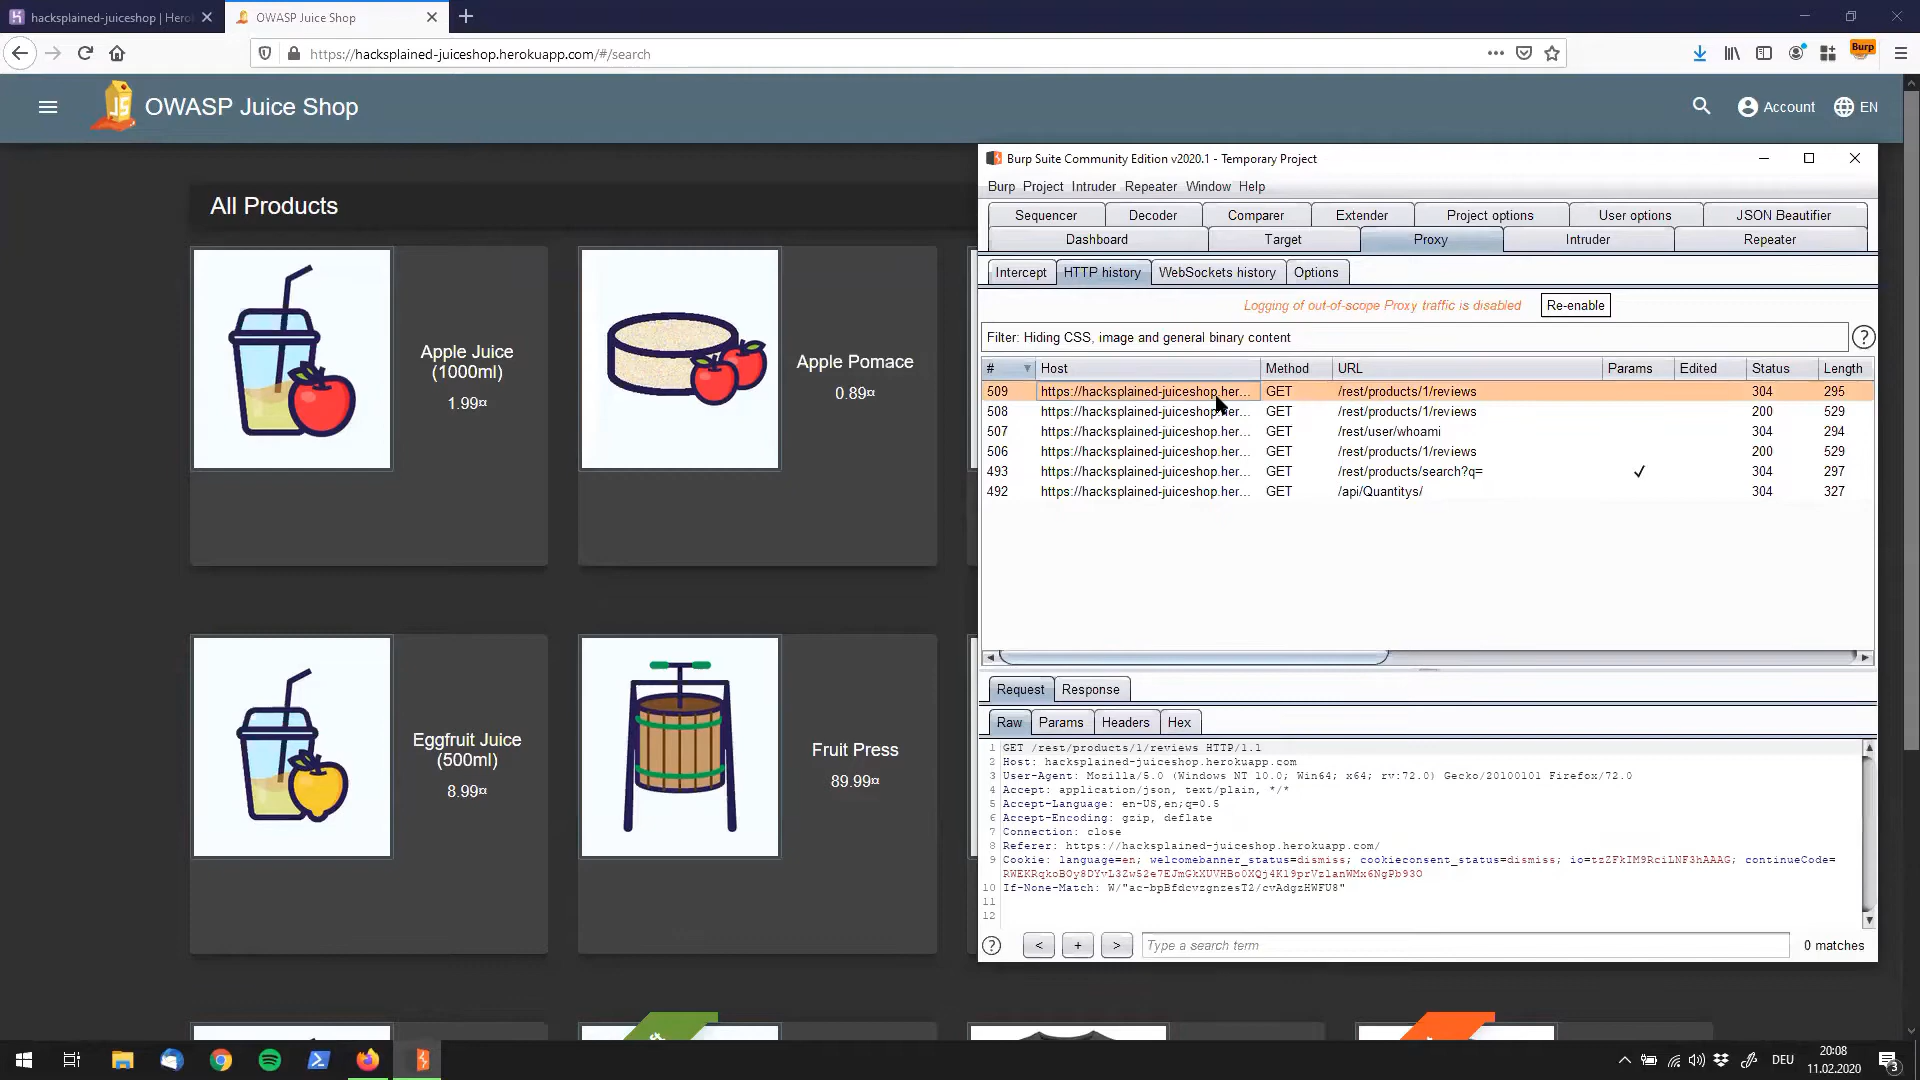 hacksplained-juiceshop | Hero
OWASP Juice Shop
https://hacksplained-juiceshop.herokuapp.com/#/search
Burp
OWASP Juice Shop
Account
EN
All Products
Apple Juice
(1000ml)
1.99¤
Apple Pomace
0.89¤
Eggfruit Juice
(500ml)
8.99¤
Fruit Press
89.99¤
Burp Suite Community Edition v2020.1 - Temporary Project
Burp Project Intruder Repeater Window Help
Sequencer Decoder Comparer Extender Project options User options JSON Beautifier
Dashboard Target Proxy Intruder Repeater
Intercept HTTP history WebSockets history Options
Logging of out-of-scope Proxy traffic is disabled Re-enable
Filter: Hiding CSS, image and general binary content ?
# Host Method URL Params Edited Status Length
509 https://hacksplained-juiceshop.her... GET /rest/products/1/reviews 304 295
508 https://hacksplained-juiceshop.her... GET /rest/products/1/reviews 200 529
507 https://hacksplained-juiceshop.her... GET /rest/user/whoami 304 294
506 https://hacksplained-juiceshop.her... GET /rest/products/1/reviews 200 529
493 https://hacksplained-juiceshop.her... GET /rest/products/search?q= ✓ 304 297
492 https://hacksplained-juiceshop.her... GET /api/Quantitys/ 304 327
Request Response
Raw Params Headers Hex
1 GET /rest/products/1/reviews HTTP/1.1
2 Host: hacksplained-juiceshop.herokuapp.com
3 User-Agent: Mozilla/5.0 (Windows NT 10.0; Win64; x64; rv:72.0) Gecko/20100101 Firefox/72.0
4 Accept: application/json, text/plain, */*
5 Accept-Language: en-US,en;q=0.5
6 Accept-Encoding: gzip, deflate
7 Connection: close
8 Referer: https://hacksplained-juiceshop.herokuapp.com/
9 Cookie: language=en; welcomebanner_status=dismiss; cookieconsent_status=dismiss; io=tzZFkIM9RciLNF3hAAAG; continueCode=
RWEKRqkoBOy8DYvL3Zw52e7EJmGkXUVHBo0XQj4K19prVzlanWMx6NgPb93O
10 If-None-Match: W/"ac-bpBfdcvzgnzesT2/cvAdgzHWFU8"
11
12
? < + > Type a search term 0 matches
DEU
20:08
11.02.2020
3